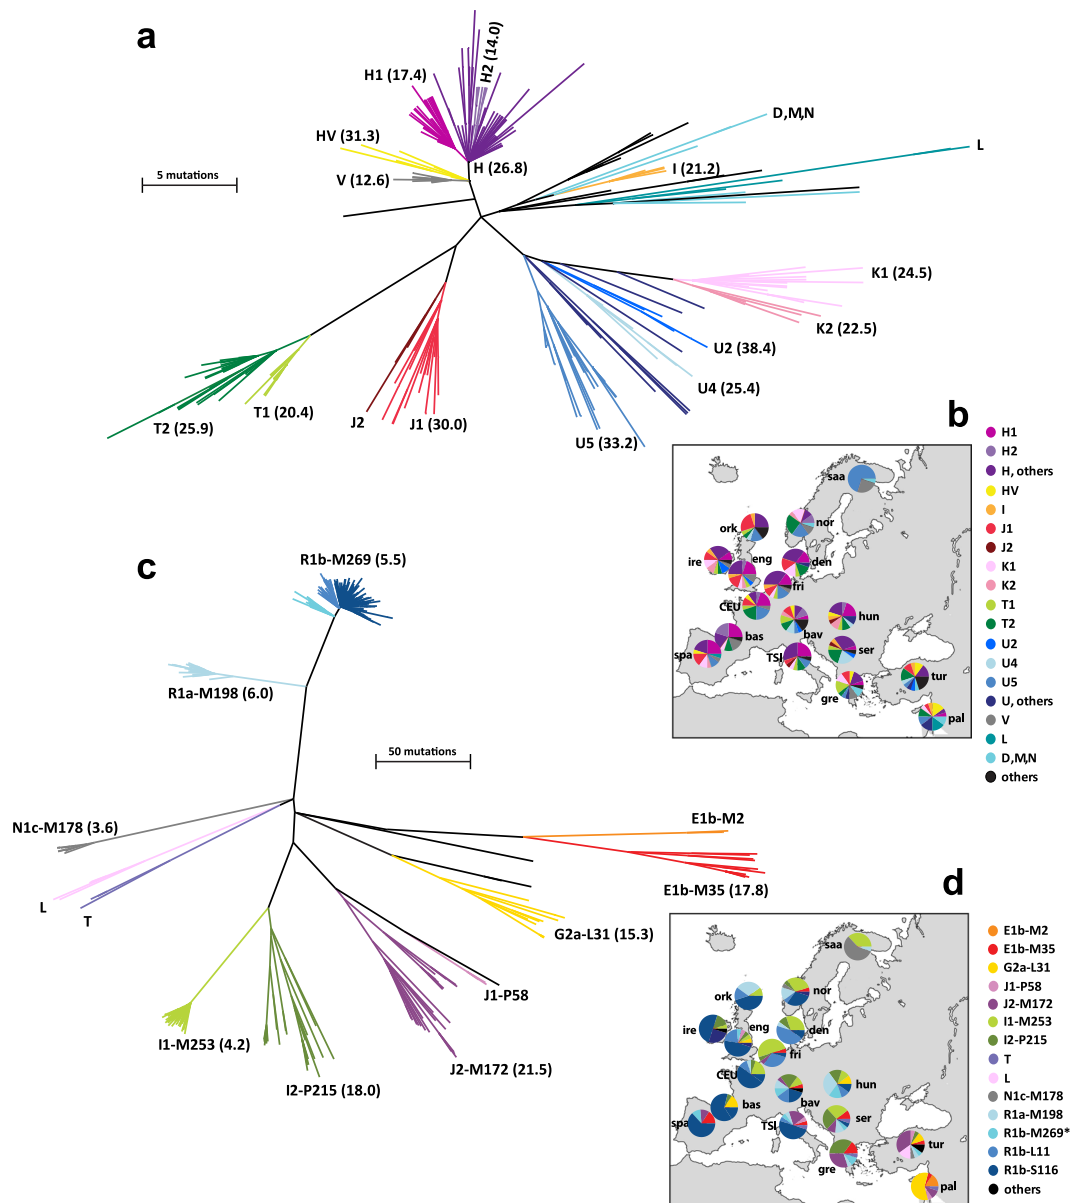 a
H1 (17.4)
H2 (14.0)
HV (31.3)
V (12.6)
H (26.8)
D,M,N
L
I (21.2)
5 mutations
K1 (24.5)
K2 (22.5)
U2 (38.4)
U4 (25.4)
U5 (33.2)
T2 (25.9)
T1 (20.4)
J2
J1 (30.0)
b
saa
ork
nor
ire
eng
den
fri
CEU
bas
bav
hun
spa
TSI
ser
gre
tur
pal
H1
H2
H, others
HV
I
J1
J2
K1
K2
T1
T2
U2
U4
U5
U, others
V
L
D,M,N
others
c
R1b-M269 (5.5)
R1a-M198 (6.0)
50 mutations
N1c-M178 (3.6)
L
T
E1b-M2
E1b-M35 (17.8)
G2a-L31 (15.3)
J1-P58
J2-M172 (21.5)
I1-M253 (4.2)
I2-P215 (18.0)
d
saa
ork
nor
ire
eng
den
fri
CEU
bas
bav
hun
spa
TSI
ser
gre
tur
pal
E1b-M2
E1b-M35
G2a-L31
J1-P58
J2-M172
I1-M253
I2-P215
T
L
N1c-M178
R1a-M198
R1b-M269*
R1b-L11
R1b-S116
others